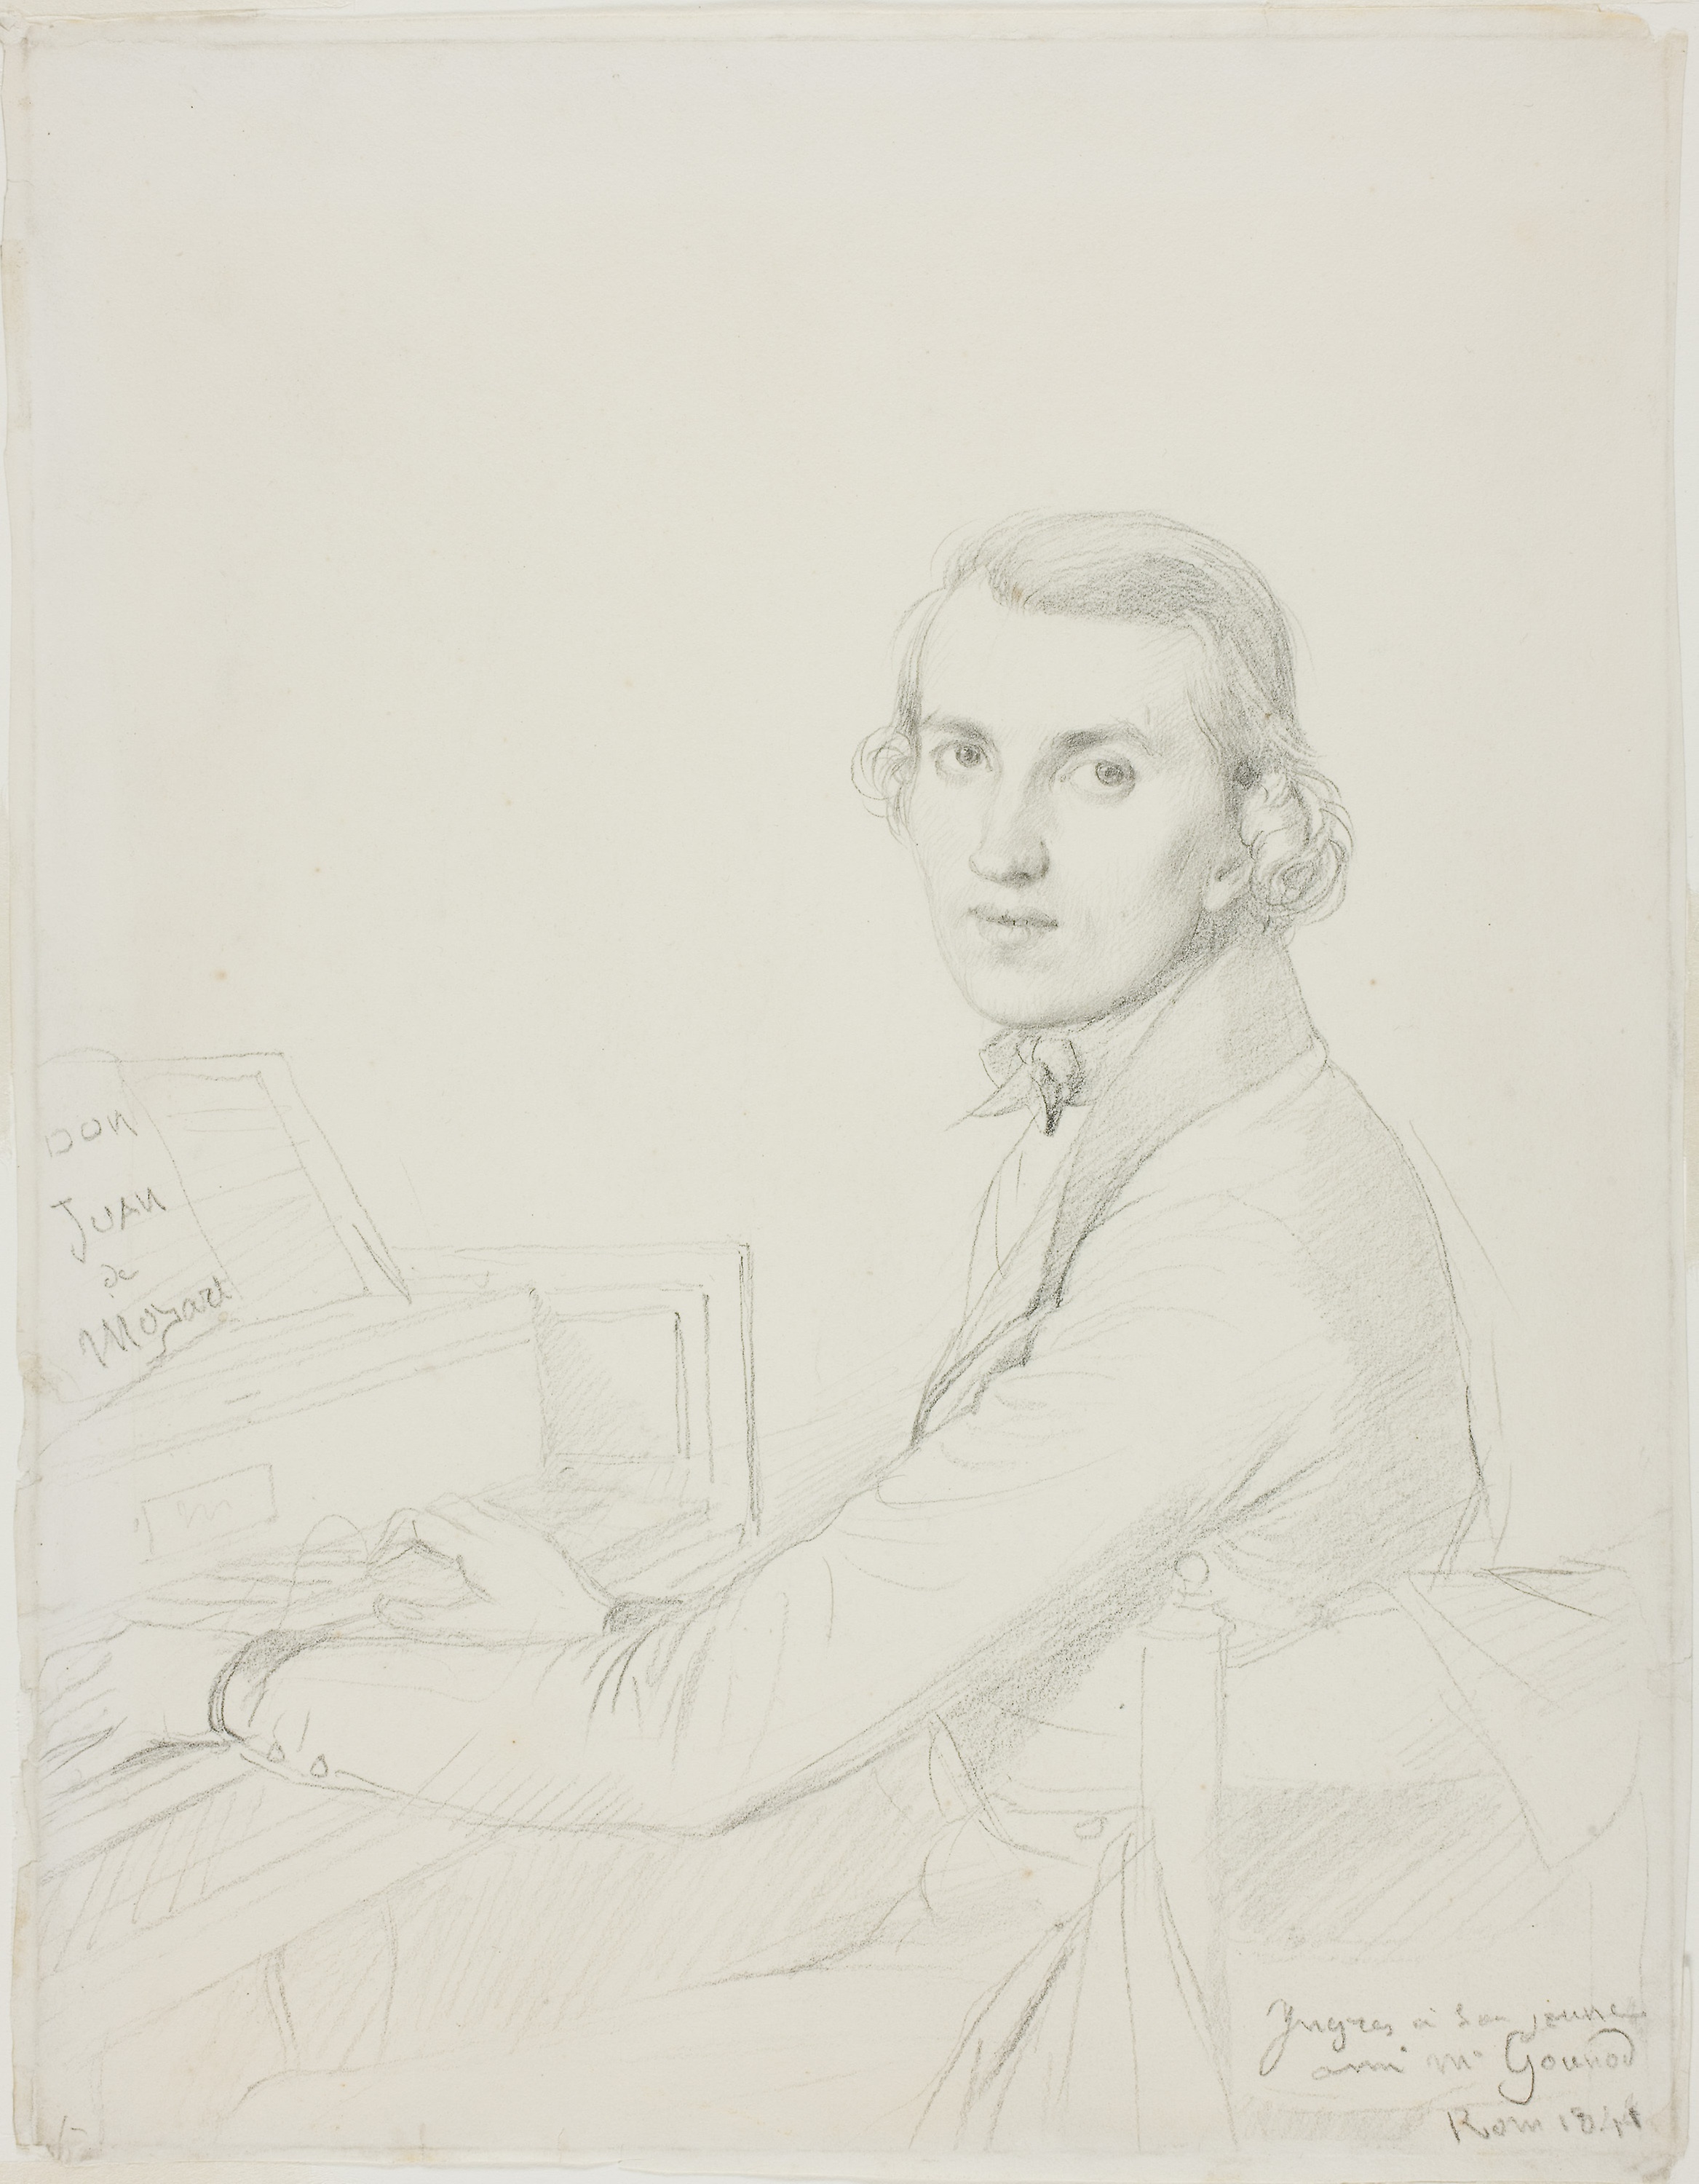 DON
JUAN
de
Mozart
Ingres à Son jeune
ami mr Gounod
Rom 1841